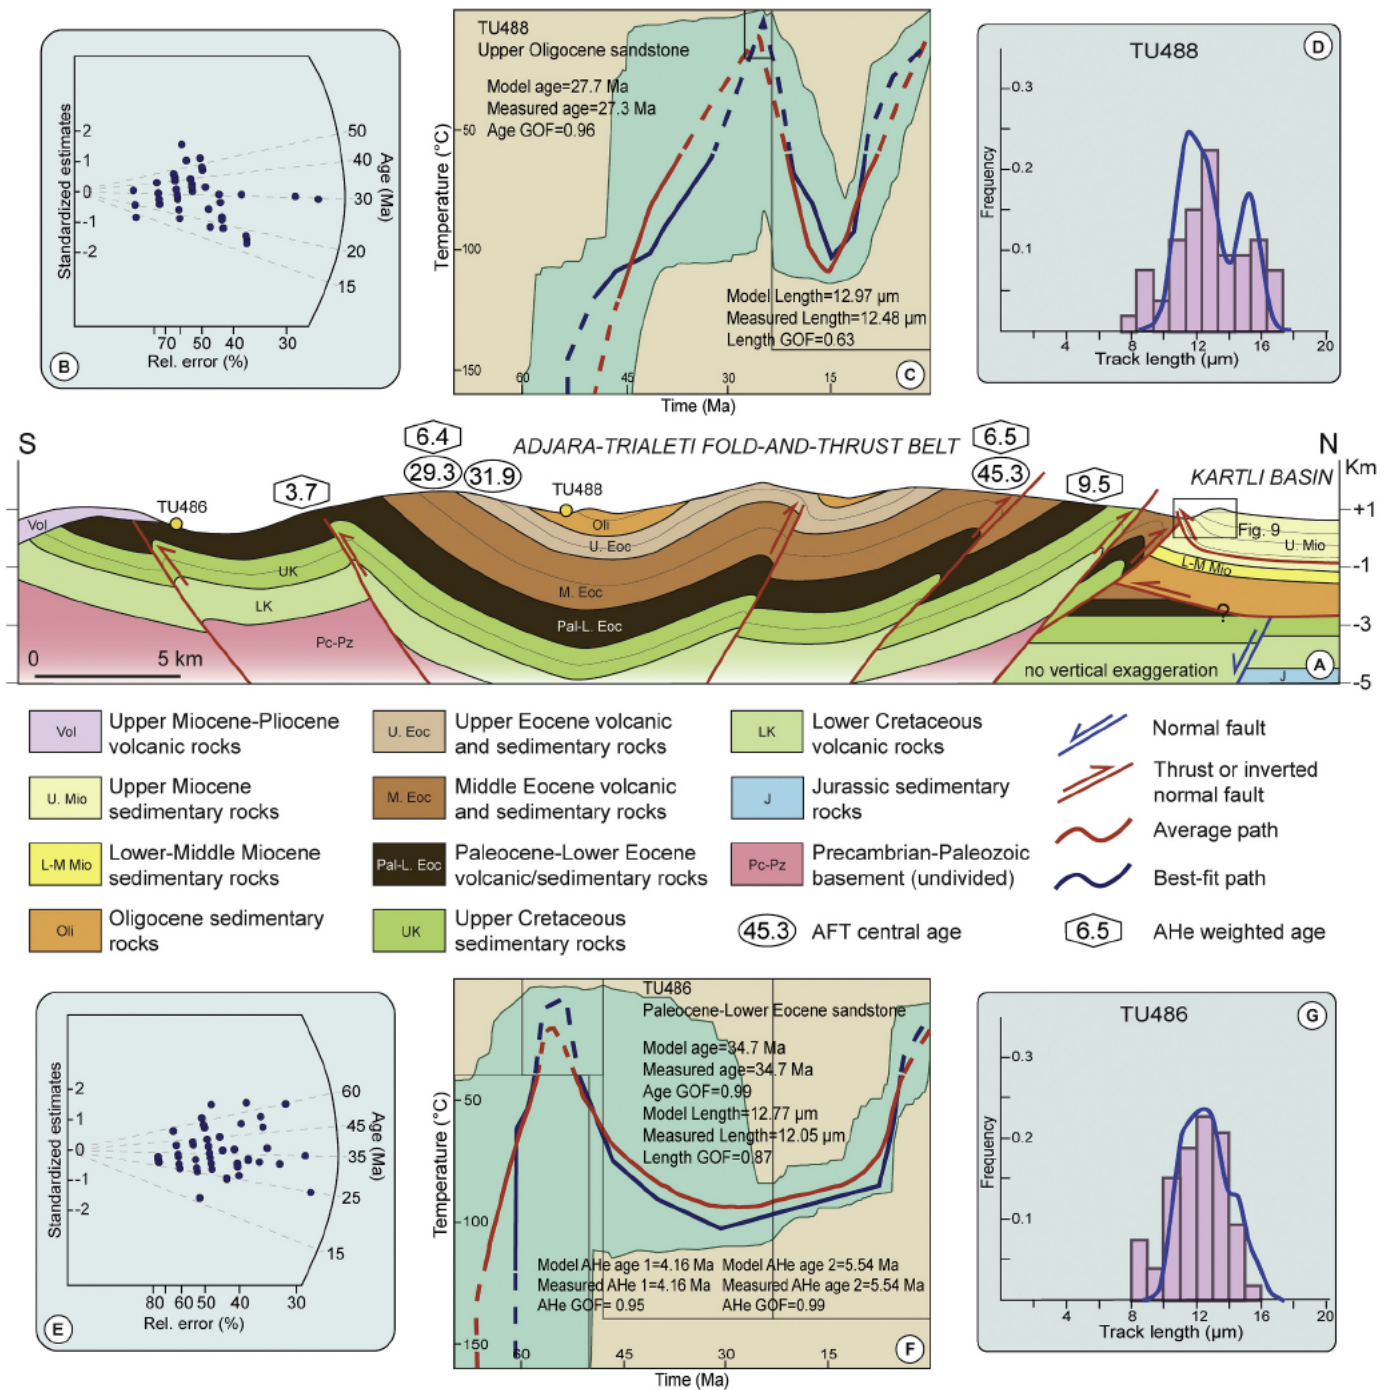 TU488
Upper Oligocene sandstone
Model age=27.7 Ma
Measured age=27.3 Ma
Age GOF=0.96
Model Length=12.97 µm
Measured Length=12.48 µm
Length GOF=0.63
Temperature (°C)
50
100
150
60
45
30
15
Time (Ma)
C
Standardized estimates
2
1
0
-1
-2
50
40
30
20
15
Age (Ma)
70
60
50
40
30
Rel. error (%)
B
TU488
D
Frequency
0.3
0.2
0.1
4
8
12
16
20
Track length (µm)
S
N
6.4
29.3
31.9
ADJARA-TRIALETI FOLD-AND-THRUST BELT
6.5
45.3
KARTLI BASIN
Km
3.7
9.5
TU486
TU488
Fig. 9
+1
-1
-3
-5
Vol
UK
LK
Pc-Pz
Oli
U. Eoc
M. Eoc
Pal-L. Eoc
U. Mio
L-M Mio
?
J
0
5 km
no vertical exaggeration
A
Vol
Upper Miocene-Pliocene
volcanic rocks
U. Mio
Upper Miocene
sedimentary rocks
L-M Mio
Lower-Middle Miocene
sedimentary rocks
Oli
Oligocene sedimentary
rocks
U. Eoc
Upper Eocene volcanic
and sedimentary rocks
M. Eoc
Middle Eocene volcanic
and sedimentary rocks
Pal-L. Eoc
Paleocene-Lower Eocene
volcanic/sedimentary rocks
UK
Upper Cretaceous
sedimentary rocks
LK
Lower Cretaceous
volcanic rocks
J
Jurassic sedimentary
rocks
Pc-Pz
Precambrian-Paleozoic
basement (undivided)
45.3
AFT central age
Normal fault
Thrust or inverted
normal fault
Average path
Best-fit path
6.5
AHe weighted age
Standardized estimates
2
1
0
-1
-2
60
45
35
25
15
Age (Ma)
80
60
50
40
30
Rel. error (%)
E
TU486
Paleocene-Lower Eocene sandstone
Model age=34.7 Ma
Measured age=34.7 Ma
Age GOF=0.99
Model Length=12.77 µm
Measured Length=12.05 µm
Length GOF=0.87
Model AHe age 1=4.16 Ma
Measured AHe 1=4.16 Ma
AHe GOF= 0.95
Model AHe age 2=5.54 Ma
Measured AHe age 2=5.54 Ma
AHe GOF=0.99
Temperature (°C)
50
100
150
60
45
30
15
Time (Ma)
F
TU486
G
Frequency
0.3
0.2
0.1
4
8
12
16
20
Track length (µm)